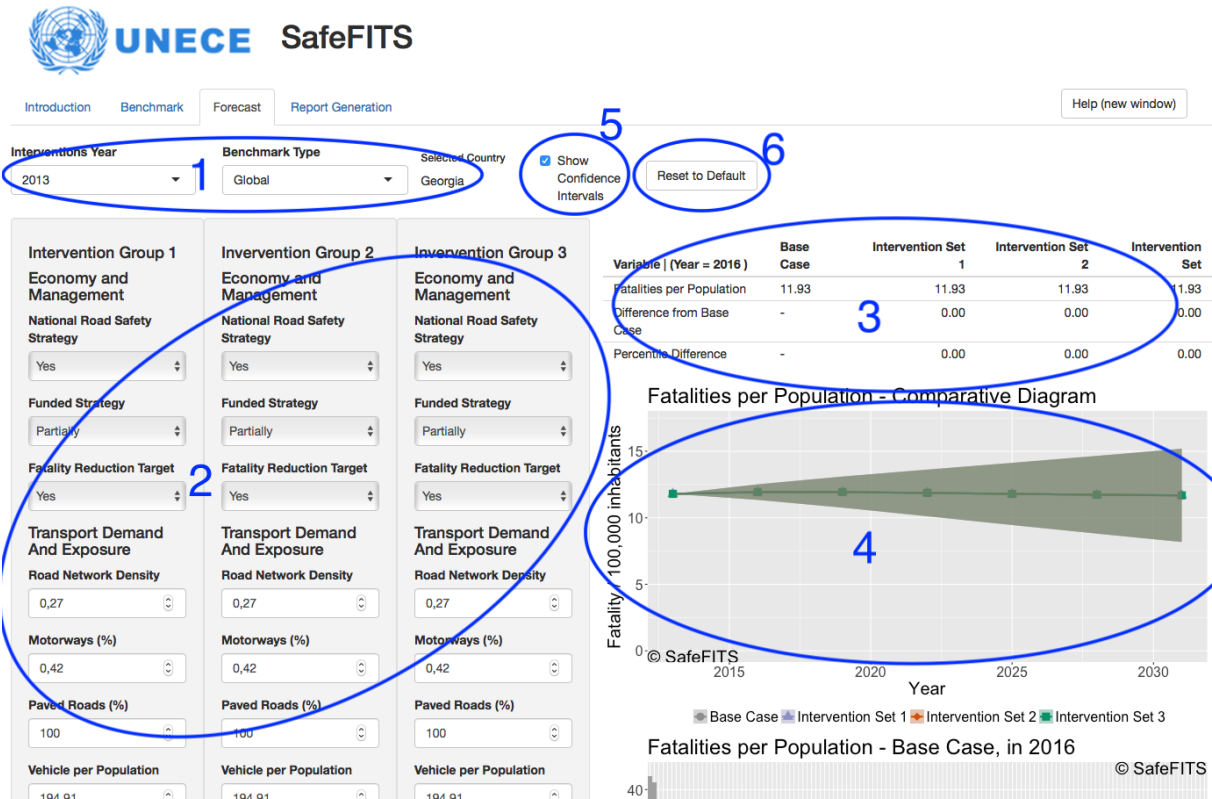 UNECE SafeFITS
Introduction Benchmark Forecast Report Generation Help (new window)
Interventions Year
2013
1
Benchmark Type
Global
Selected Country
Georgia
5
Show
Confidence
Intervals
6
Reset to Default
Intervention Group 1
Economy and
Management
National Road Safety
Strategy
Yes
Funded Strategy
Partially
Fatality Reduction Target
Yes
Transport Demand
And Exposure
Road Network Density
0,27
Motorways (%)
0,42
Paved Roads (%)
100
Vehicle per Population
194,91
2
Invervention Group 2
Economy and
Management
National Road Safety
Strategy
Yes
Funded Strategy
Partially
Fatality Reduction Target
Yes
Transport Demand
And Exposure
Road Network Density
0,27
Motorways (%)
0,42
Paved Roads (%)
100
Vehicle per Population
194,91
Invervention Group 3
Economy and
Management
National Road Safety
Strategy
Yes
Funded Strategy
Partially
Fatality Reduction Target
Yes
Transport Demand
And Exposure
Road Network Density
0,27
Motorways (%)
0,42
Paved Roads (%)
100
Vehicle per Population
194,91
Base Intervention Set Intervention Set Intervention
Variable | (Year = 2016 ) Case 1 2 Set
Fatalities per Population 11.93 11.93 11.93 11.93
Difference from Base - 0.00 0.00 0.00
Case
3
Percentile Difference - 0.00 0.00 0.00
Fatalities per Population - Comparative Diagram
Fatality / 100,000 inhabitants
15
10
5
0
4
© SafeFITS
2015 2020 2025 2030
Year
Base Case Intervention Set 1 Intervention Set 2 Intervention Set 3
Fatalities per Population - Base Case, in 2016
© SafeFITS
40